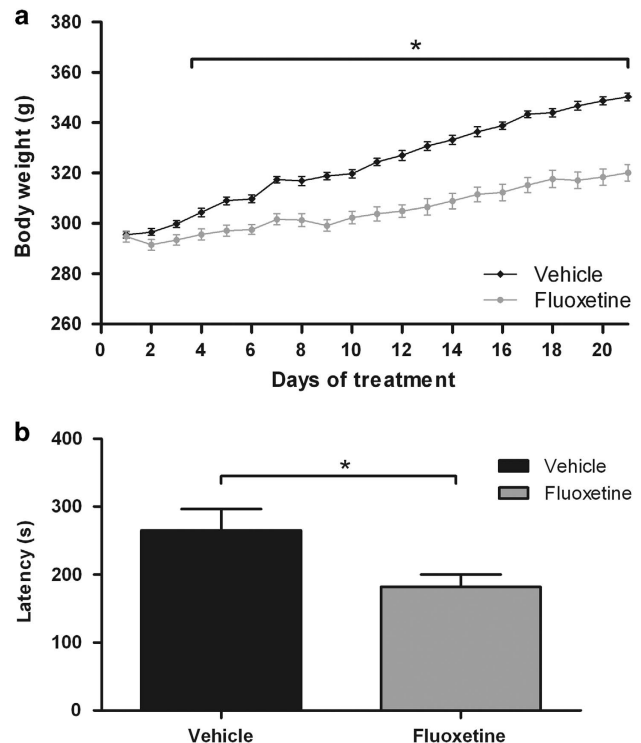 a
*
380
360
340
320
300
280
260
Body weight (g)
Vehicle
Fluoxetine
0 2 4 6 8 10 12 14 16 18 20
Days of treatment
b
*
400
300
200
100
0
Latency (s)
Vehicle
Fluoxetine
Vehicle Fluoxetine